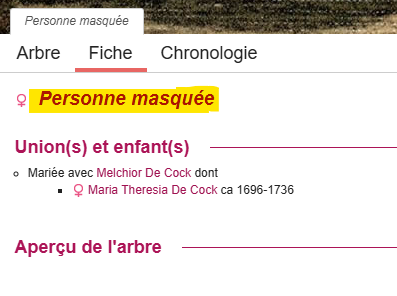 Personne masquée
Arbre Fiche Chronologie
♀ Personne masquée
Union(s) et enfant(s)
Mariée avec Melchior De Cock dont
♀ Maria Theresia De Cock ca 1696-1736
Aperçu de l'arbre